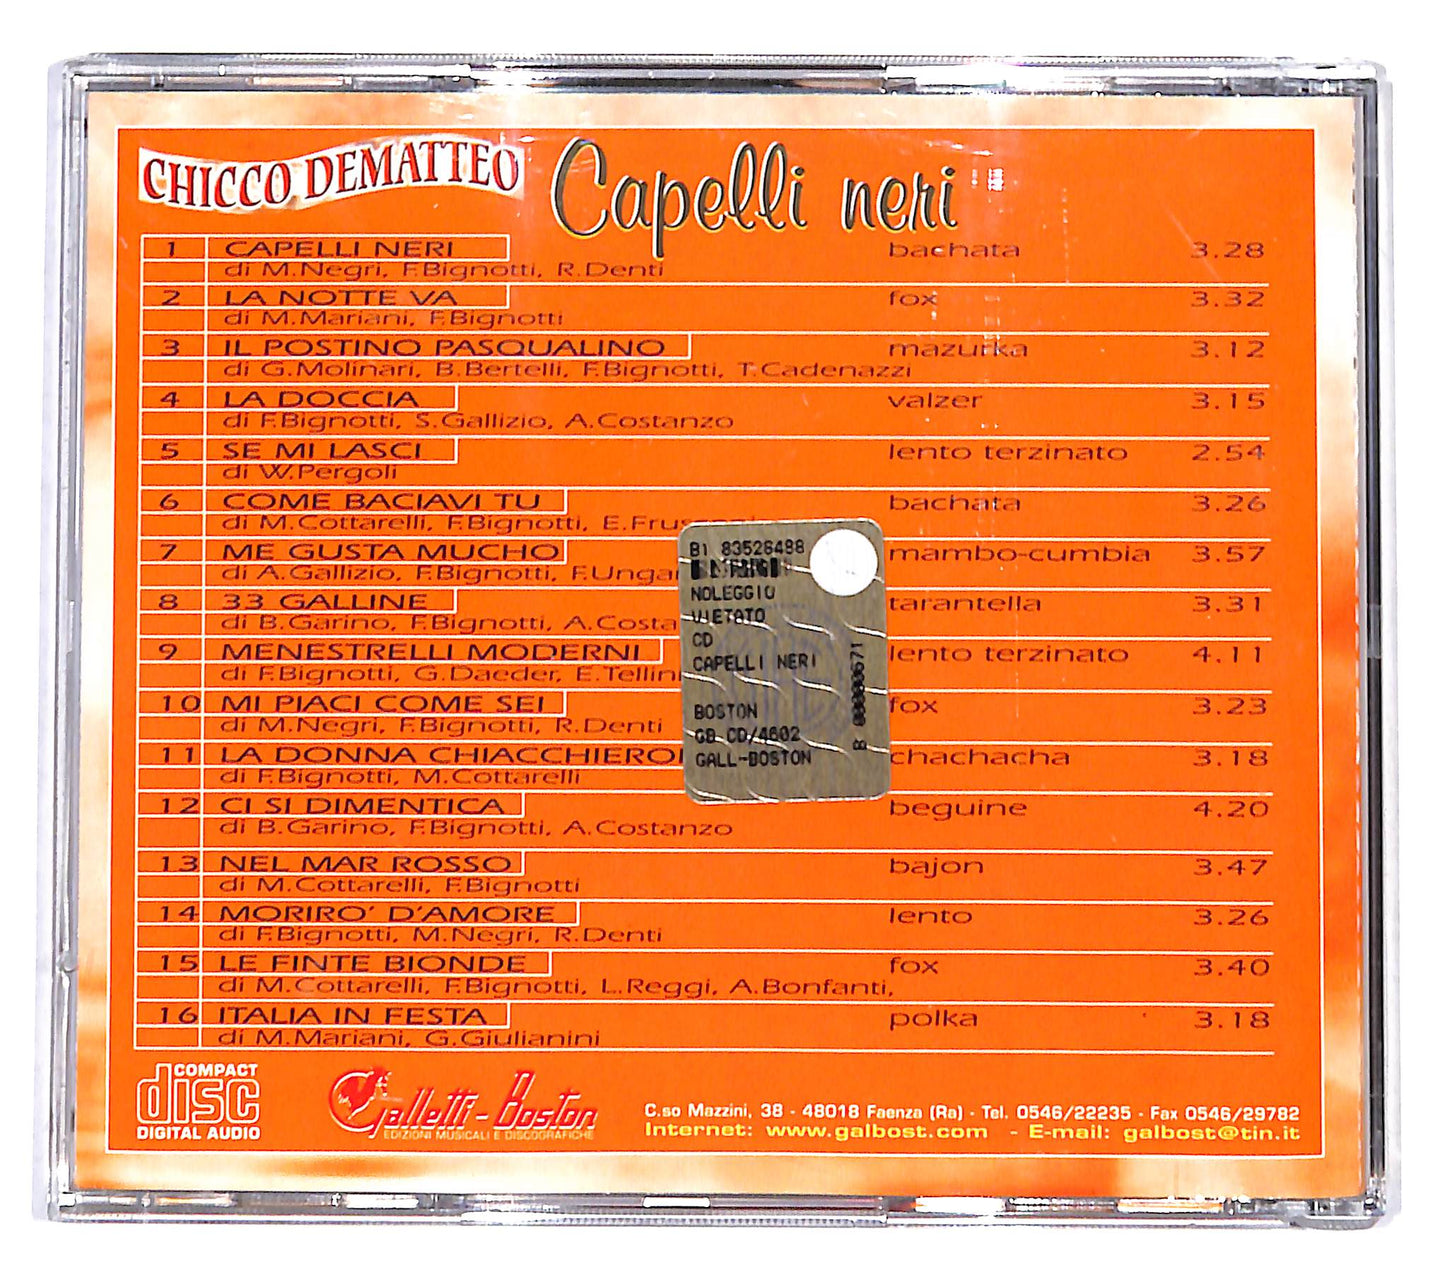 CHICCO DEMATTEO Capelli neri
1 CAPELLI NERI bachata 3.28
di M.Negri, F.Bignotti, R.Denti
2 LA NOTTE VA fox 3.32
di M.Mariani, F.Bignotti
3 IL POSTINO PASQUALINO mazurka 3.12
di G.Molinari, B.Bertelli, F.Bignotti, T.Cadenazzi
4 LA DOCCIA valzer 3.15
di F.Bignotti, S.Gallizio, A.Costanzo
5 SE MI LASCI lento terzinato 2.54
di W.Pergoli
6 COME BACIAVI TU bachata 3.26
di M.Cottarelli, F.Bignotti,
7 ME GUSTA MUCHO mambo-cumbia 3.57
di A.Gallizio, F.Bignotti,
8 33 GALLINE tarantella 3.31
di B.Garino, F.Bignotti,
9 MENESTRELLI MODERNI lento terzinato 4.11
di F.Bignotti, G.Daeder,
10 MI PIACI COME SEI fox 3.23
di M.Negri, F.Bignotti, R.Denti
11 LA DONNA chachacha 3.18
di F.Bignotti, M.Cottarelli
12 CI SI DIMENTICA beguine 4.20
di B.Garino, F.Bignotti, A.Costanzo
13 NEL MAR ROSSO bajon 3.47
di M.Cottarelli, F.Bignotti
14 MORIRO' D'AMORE lento 3.26
di F.Bignotti, M.Negri, R.Denti
15 LE FINTE BIONDE fox 3.40
di M.Cottarelli, F.Bignotti, L.Reggi, A.Bonfanti,
16 ITALIA IN FESTA polka 3.18
di M.Mariani, G.Giulianini
B1 83526488
NOLEGGIO
VIETATO
CD
CAPELLI NERI
BOSTON
GB CD/4602
GALL-BOSTON
B 00000671
COMPACT
disc
DIGITAL AUDIO
Galletti-Boston
EDIZIONI MUSICALI E DISCOGRAFICHE
C.so Mazzini, 38 - 48018 Faenza (Ra) - Tel. 0546/22235 - Fax 0546/29782
Internet: www.galbost.com - E-mail: galbost@tin.it